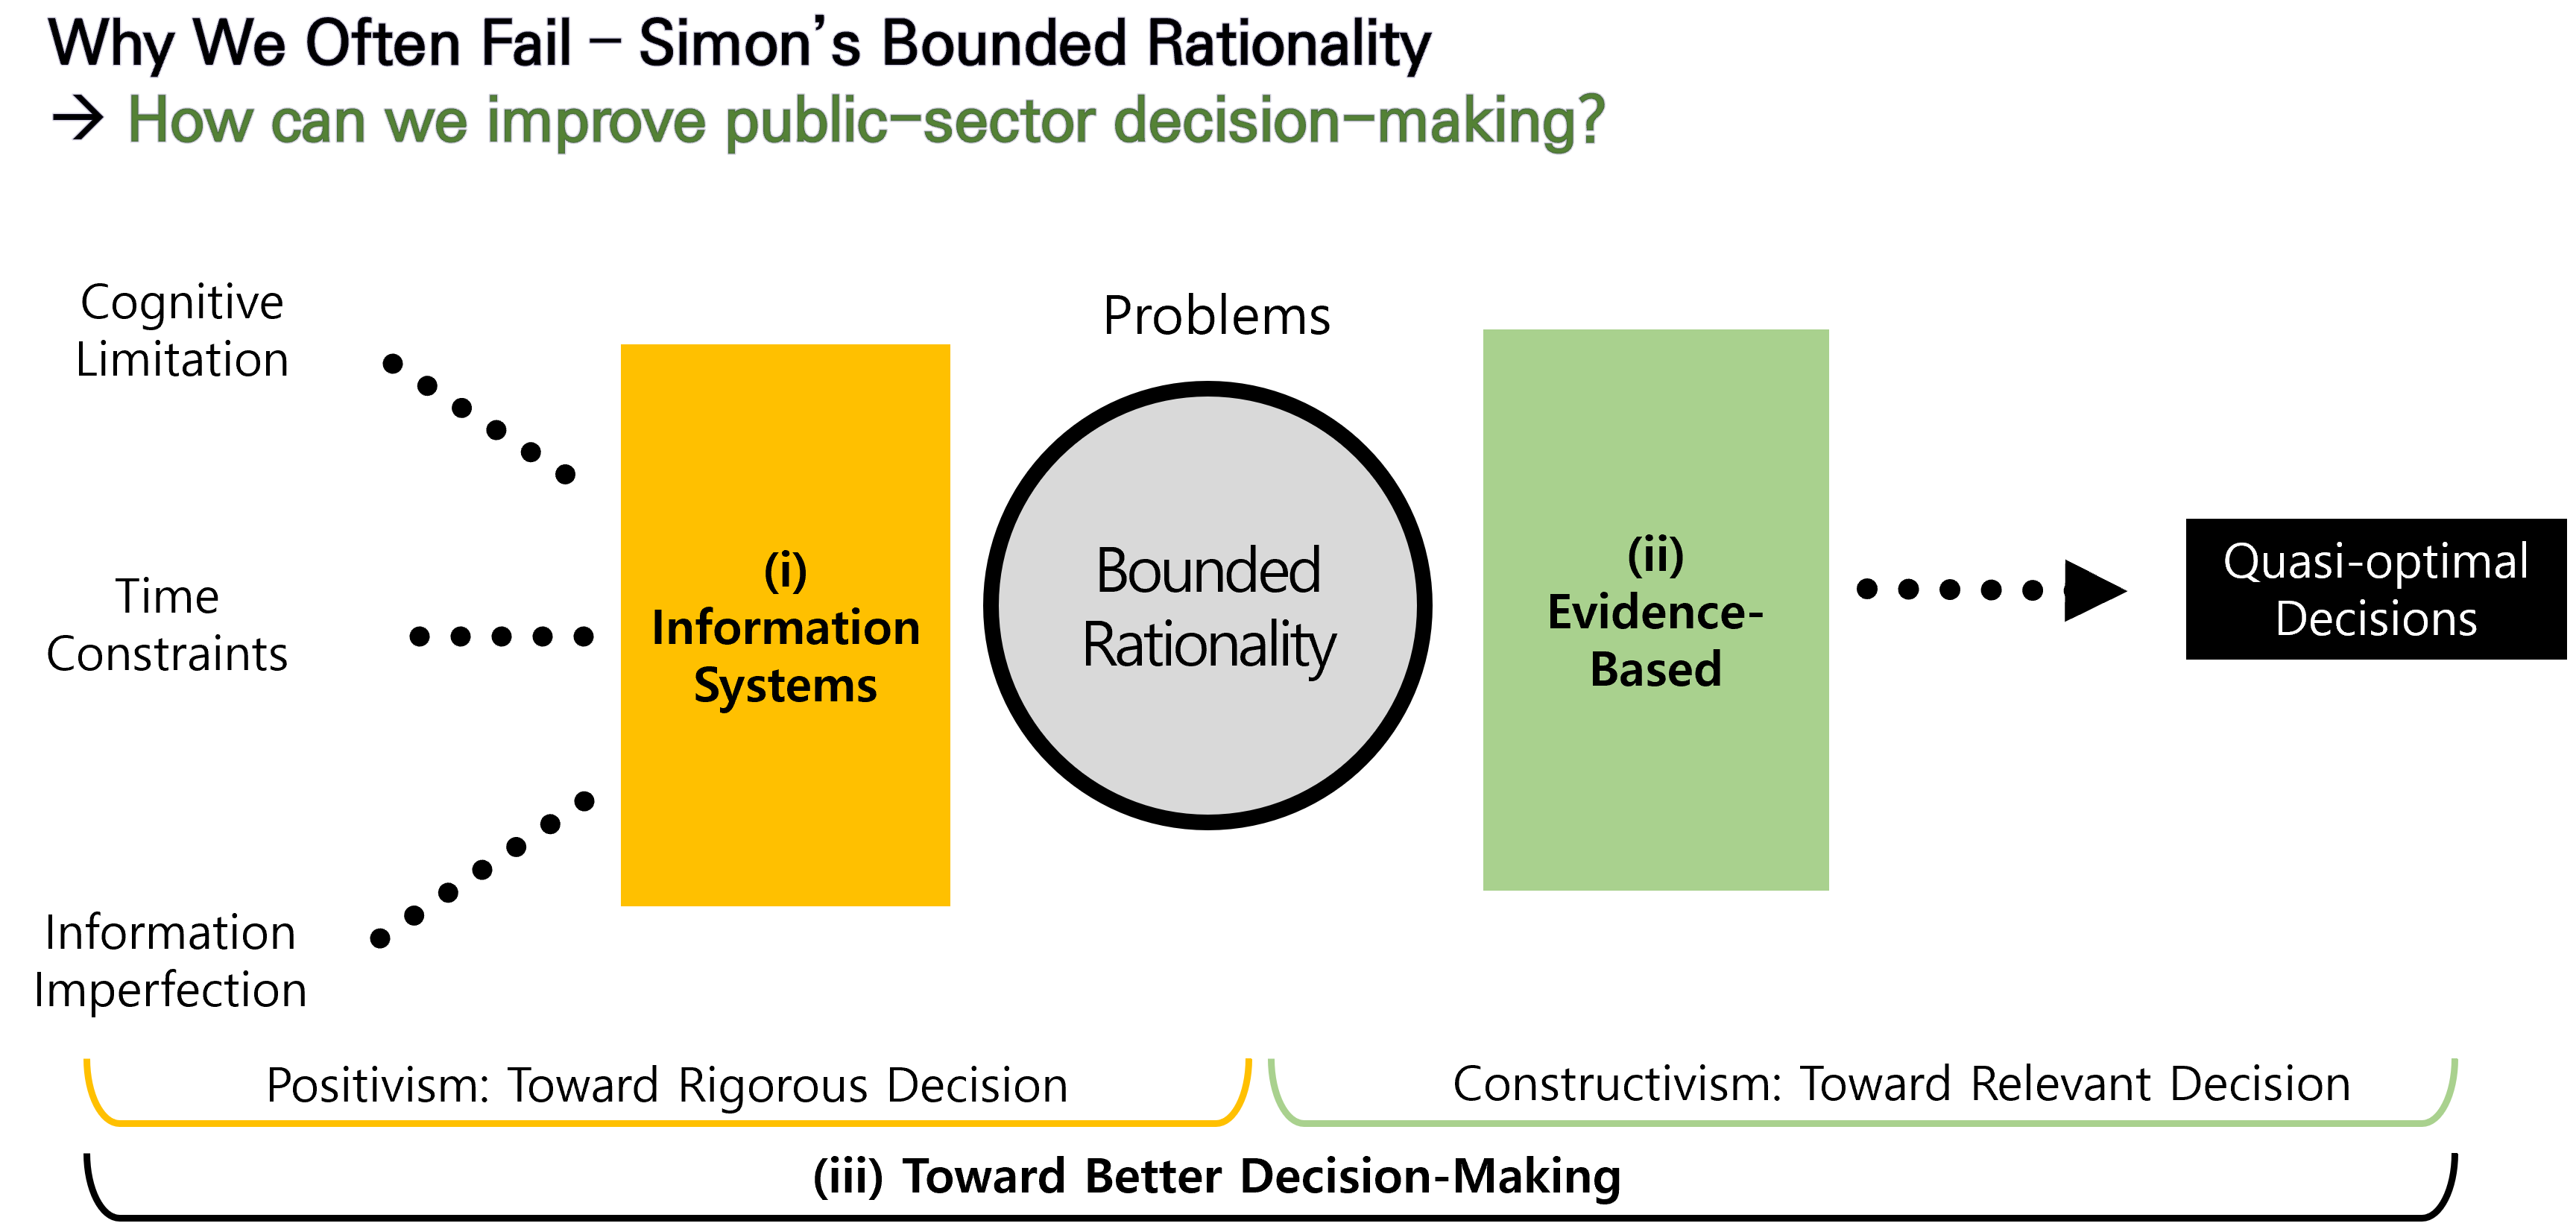 Why We Often Fail – Simon’s Bounded Rationality
→ How can we improve public-sector decision-making?
Cognitive
Limitation
Time
Constraints
Information
Imperfection
(i)
Information
Systems
Problems
Bounded
Rationality
(ii)
Evidence-
Based
Quasi-optimal
Decisions
Positivism: Toward Rigorous Decision
Constructivism: Toward Relevant Decision
(iii) Toward Better Decision-Making